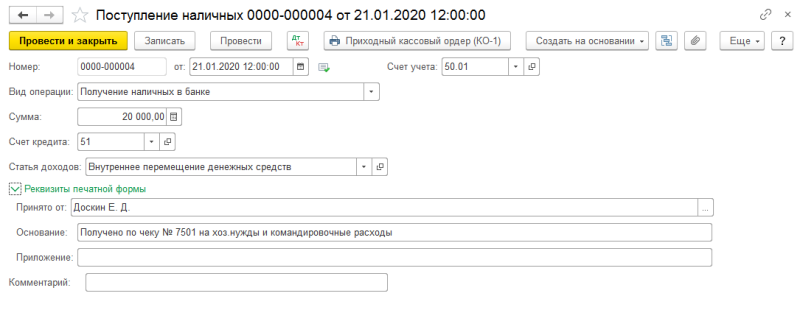 Поступление наличных 0000-000004 от 21.01.2020 12:00:00
Провести и закрыть Записать Провести Дт Кт Приходный кассовый ордер (КО-1) Создать на основании Еще ?
Номер: 0000-000004 от: 21.01.2020 12:00:00 Счет учета: 50.01
Вид операции: Получение наличных в банке
Сумма: 20 000,00
Счет кредита: 51
Статья доходов: Внутреннее перемещение денежных средств
Реквизиты печатной формы
Принято от: Доскин Е. Д. ...
Основание: Получено по чеку № 7501 на хоз.нужды и командировочные расходы
Приложение:
Комментарий: